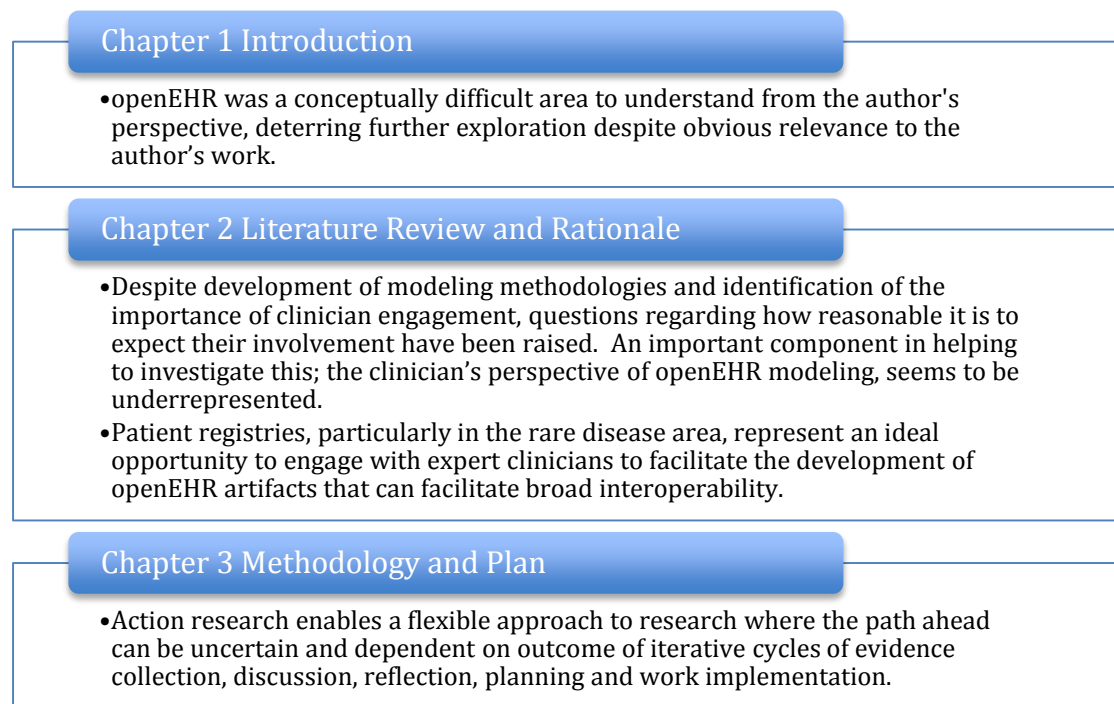 Chapter 1 Introduction
•openEHR was a conceptually difficult area to understand from the author's
perspective, deterring further exploration despite obvious relevance to the
author’s work.
Chapter 2 Literature Review and Rationale
•Despite development of modeling methodologies and identification of the
importance of clinician engagement, questions regarding how reasonable it is to
expect their involvement have been raised.  An important component in helping
to investigate this; the clinician’s perspective of openEHR modeling, seems to be
underrepresented.
•Patient registries, particularly in the rare disease area, represent an ideal
opportunity to engage with expert clinicians to facilitate the development of
openEHR artifacts that can facilitate broad interoperability.
Chapter 3 Methodology and Plan
•Action research enables a flexible approach to research where the path ahead
can be uncertain and dependent on outcome of iterative cycles of evidence
collection, discussion, reflection, planning and work implementation.